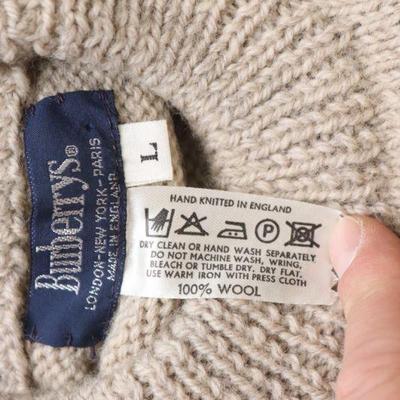 Burberrys®
LONDON-NEW YORK-PARIS
MADE IN ENGLAND
L
HAND KNITTED IN ENGLAND
P
DRY CLEAN OR HAND WASH SEPARATELY
DO NOT MACHINE WASH, WRING,
BLEACH OR TUMBLE DRY. DRY FLAT.
USE WARM IRON WITH PRESS CLOTH
100% WOOL